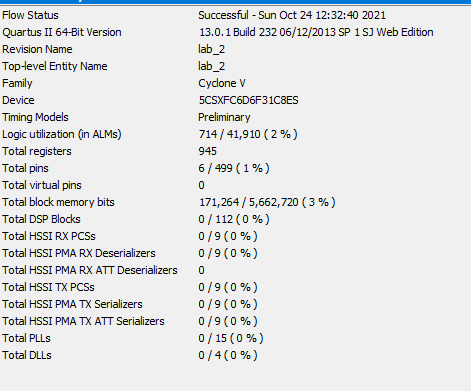 Flow Status Successful - Sun Oct 24 12:32:40 2021
Quartus II 64-Bit Version 13.0.1 Build 232 06/12/2013 SP 1 SJ Web Edition
Revision Name lab_2
Top-level Entity Name lab_2
Family Cyclone V
Device 5CSXFC6D6F31C8ES
Timing Models Preliminary
Logic utilization (in ALMs) 714 / 41,910 ( 2 % )
Total registers 945
Total pins 6 / 499 ( 1 % )
Total virtual pins 0
Total block memory bits 171,264 / 5,662,720 ( 3 % )
Total DSP Blocks 0 / 112 ( 0 % )
Total HSSI RX PCSs 0 / 9 ( 0 % )
Total HSSI PMA RX Deserializers 0 / 9 ( 0 % )
Total HSSI PMA RX ATT Deserializers 0
Total HSSI TX PCSs 0 / 9 ( 0 % )
Total HSSI PMA TX Serializers 0 / 9 ( 0 % )
Total HSSI PMA TX ATT Serializers 0 / 9 ( 0 % )
Total PLLs 0 / 15 ( 0 % )
Total DLLs 0 / 4 ( 0 % )